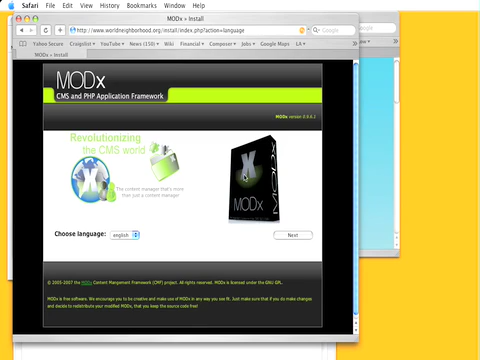 Safari File Edit View History Bookmarks Window Help
MODx » Install
http://www.worldneighborhood.org/install/index.php?action=language
Google
Yahoo Secure Craigslist YouTube News (150) Wiki Financial Composer Jobs Google Maps LA
MODx » Install
MODx
CMS and PHP Application Framework
MODx version 0.9.6.1
Revolutionizing
the CMS world
The content manager that's more
than just a content manager
MODx
MODx
Choose language: english
Next
© 2005-2007 the MODx Content Mangement Framework (CMF) project. All rights reserved. MODx is licensed under the GNU GPL.
MODx is free software. We encourage you to be creative and make use of MODx in any way you see fit. Just make sure that if you do make changes
and decide to redistribute your modified MODx, that you keep the source code free!